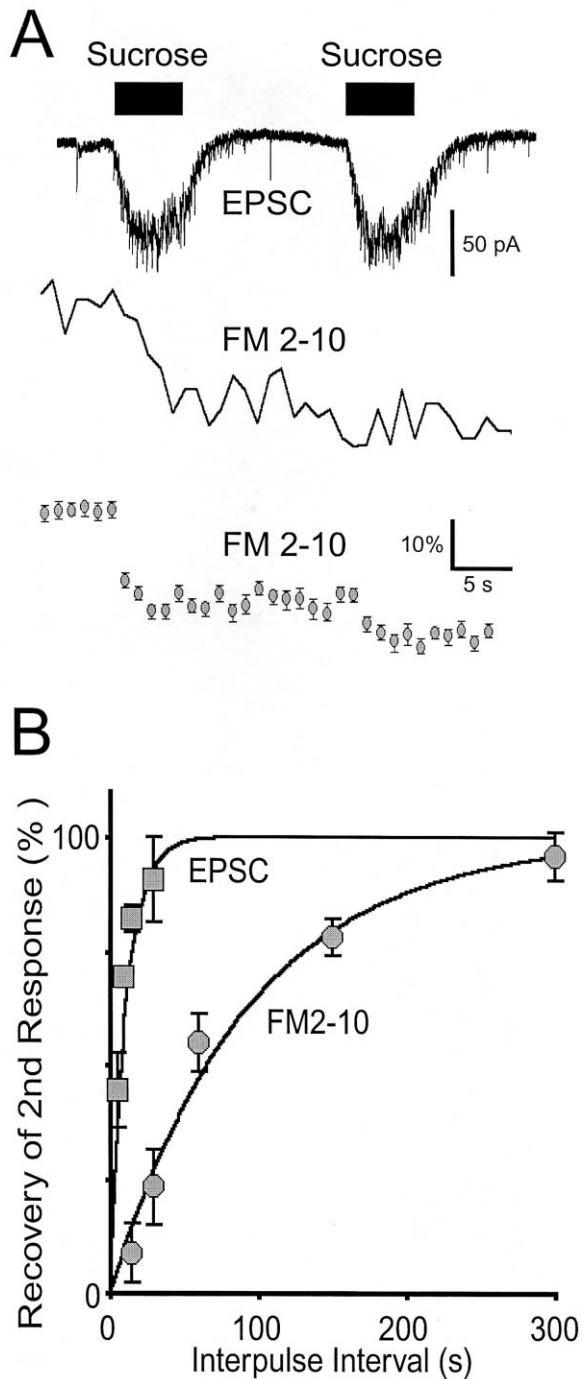 A
Sucrose Sucrose
EPSC
50 pA
FM 2-10
FM 2-10
10%
5 s
B
Recovery of 2nd Response (%)
100
EPSC
FM2-10
0
0 100 200 300
Interpulse Interval (s)